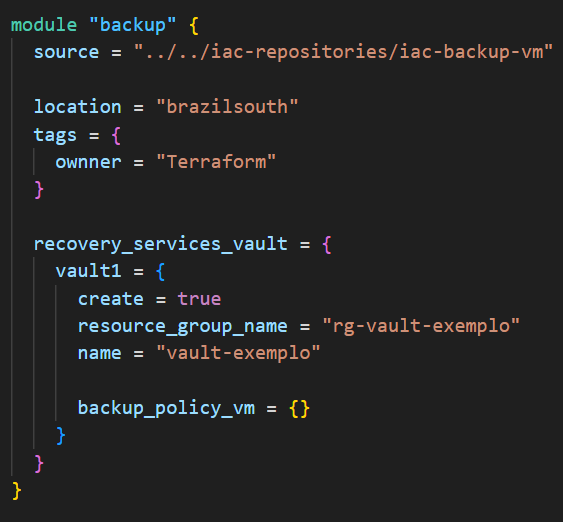 module "backup" {
source = "../../iac-repositories/iac-backup-vm"
location = "brazilsouth"
tags = {
ownner = "Terraform"
}
recovery_services_vault = {
vault1 = {
create = true
resource_group_name = "rg-vault-exemplo"
name = "vault-exemplo"
backup_policy_vm = {}
}
}
}